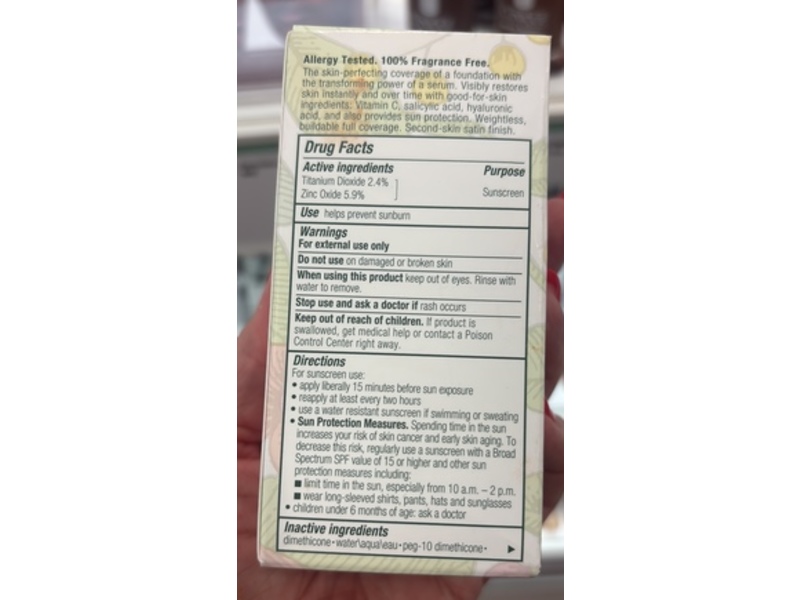 Allergy Tested. 100% Fragrance Free.
The skin-perfecting coverage of a foundation with
the transforming power of a serum. Visibly restores
skin instantly and over time with good-for-skin
ingredients: Vitamin C, salicylic acid, hyaluronic
acid, and also provides sun protection. Weightless,
buildable full coverage. Second-skin satin finish.
Drug Facts
Active ingredients Purpose
Titanium Dioxide 2.4%
Zinc Oxide 5.9% Sunscreen
Use helps prevent sunburn
Warnings
For external use only
Do not use on damaged or broken skin
When using this product keep out of eyes. Rinse with
water to remove.
Stop use and ask a doctor if rash occurs
Keep out of reach of children. If product is
swallowed, get medical help or contact a Poison
Control Center right away.
Directions
For sunscreen use:
• apply liberally 15 minutes before sun exposure
• reapply at least every two hours
• use a water resistant sunscreen if swimming or sweating
• Sun Protection Measures. Spending time in the sun
increases your risk of skin cancer and early skin aging. To
decrease this risk, regularly use a sunscreen with a Broad
Spectrum SPF value of 15 or higher and other sun
protection measures including:
■ limit time in the sun, especially from 10 a.m. – 2 p.m.
■ wear long-sleeved shirts, pants, hats and sunglasses
• children under 6 months of age: ask a doctor
Inactive ingredients
dimethicone • water\aqua\eau • peg-10 dimethicone •